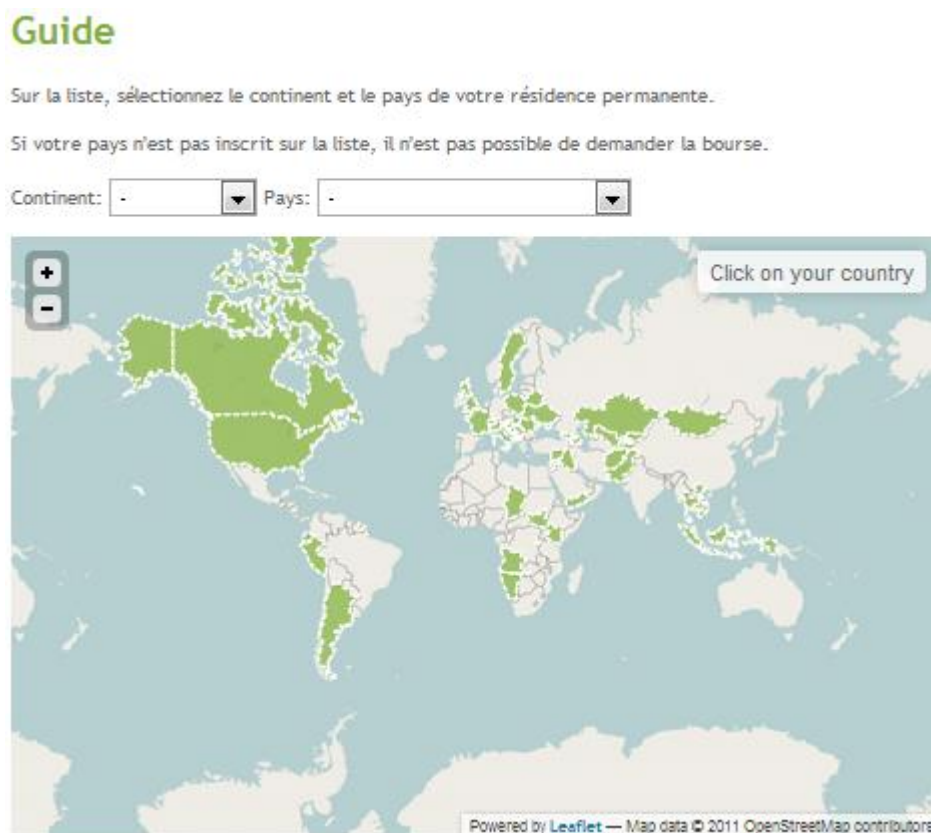 Guide
Sur la liste, sélectionnez le continent et le pays de votre résidence permanente.
Si votre pays n'est pas inscrit sur la liste, il n'est pas possible de demander la bourse.
Continent: - Pays: -
+
Click on your country
-
Powered by Leaflet — Map data © 2011 OpenStreetMap contributors